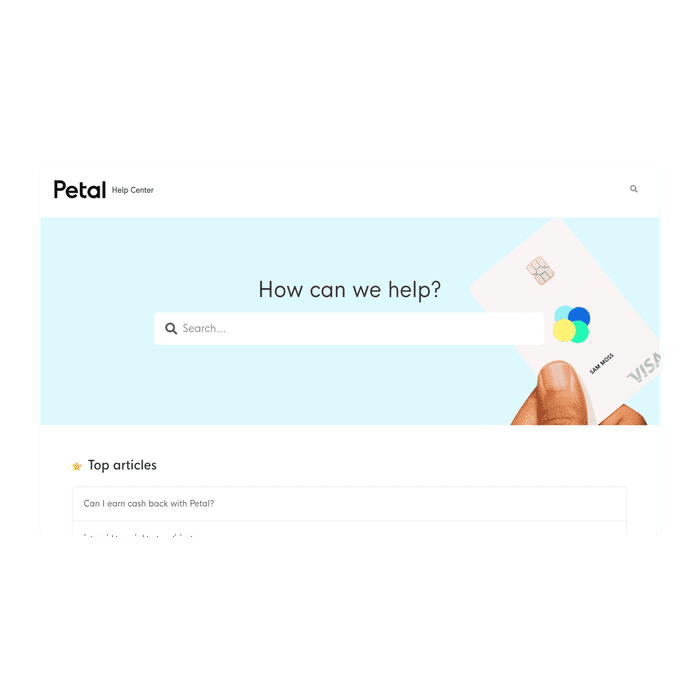 Petal Help Center
How can we help?
Search...
SAM MOSS
VISA
Top articles
Can I earn cash back with Petal?